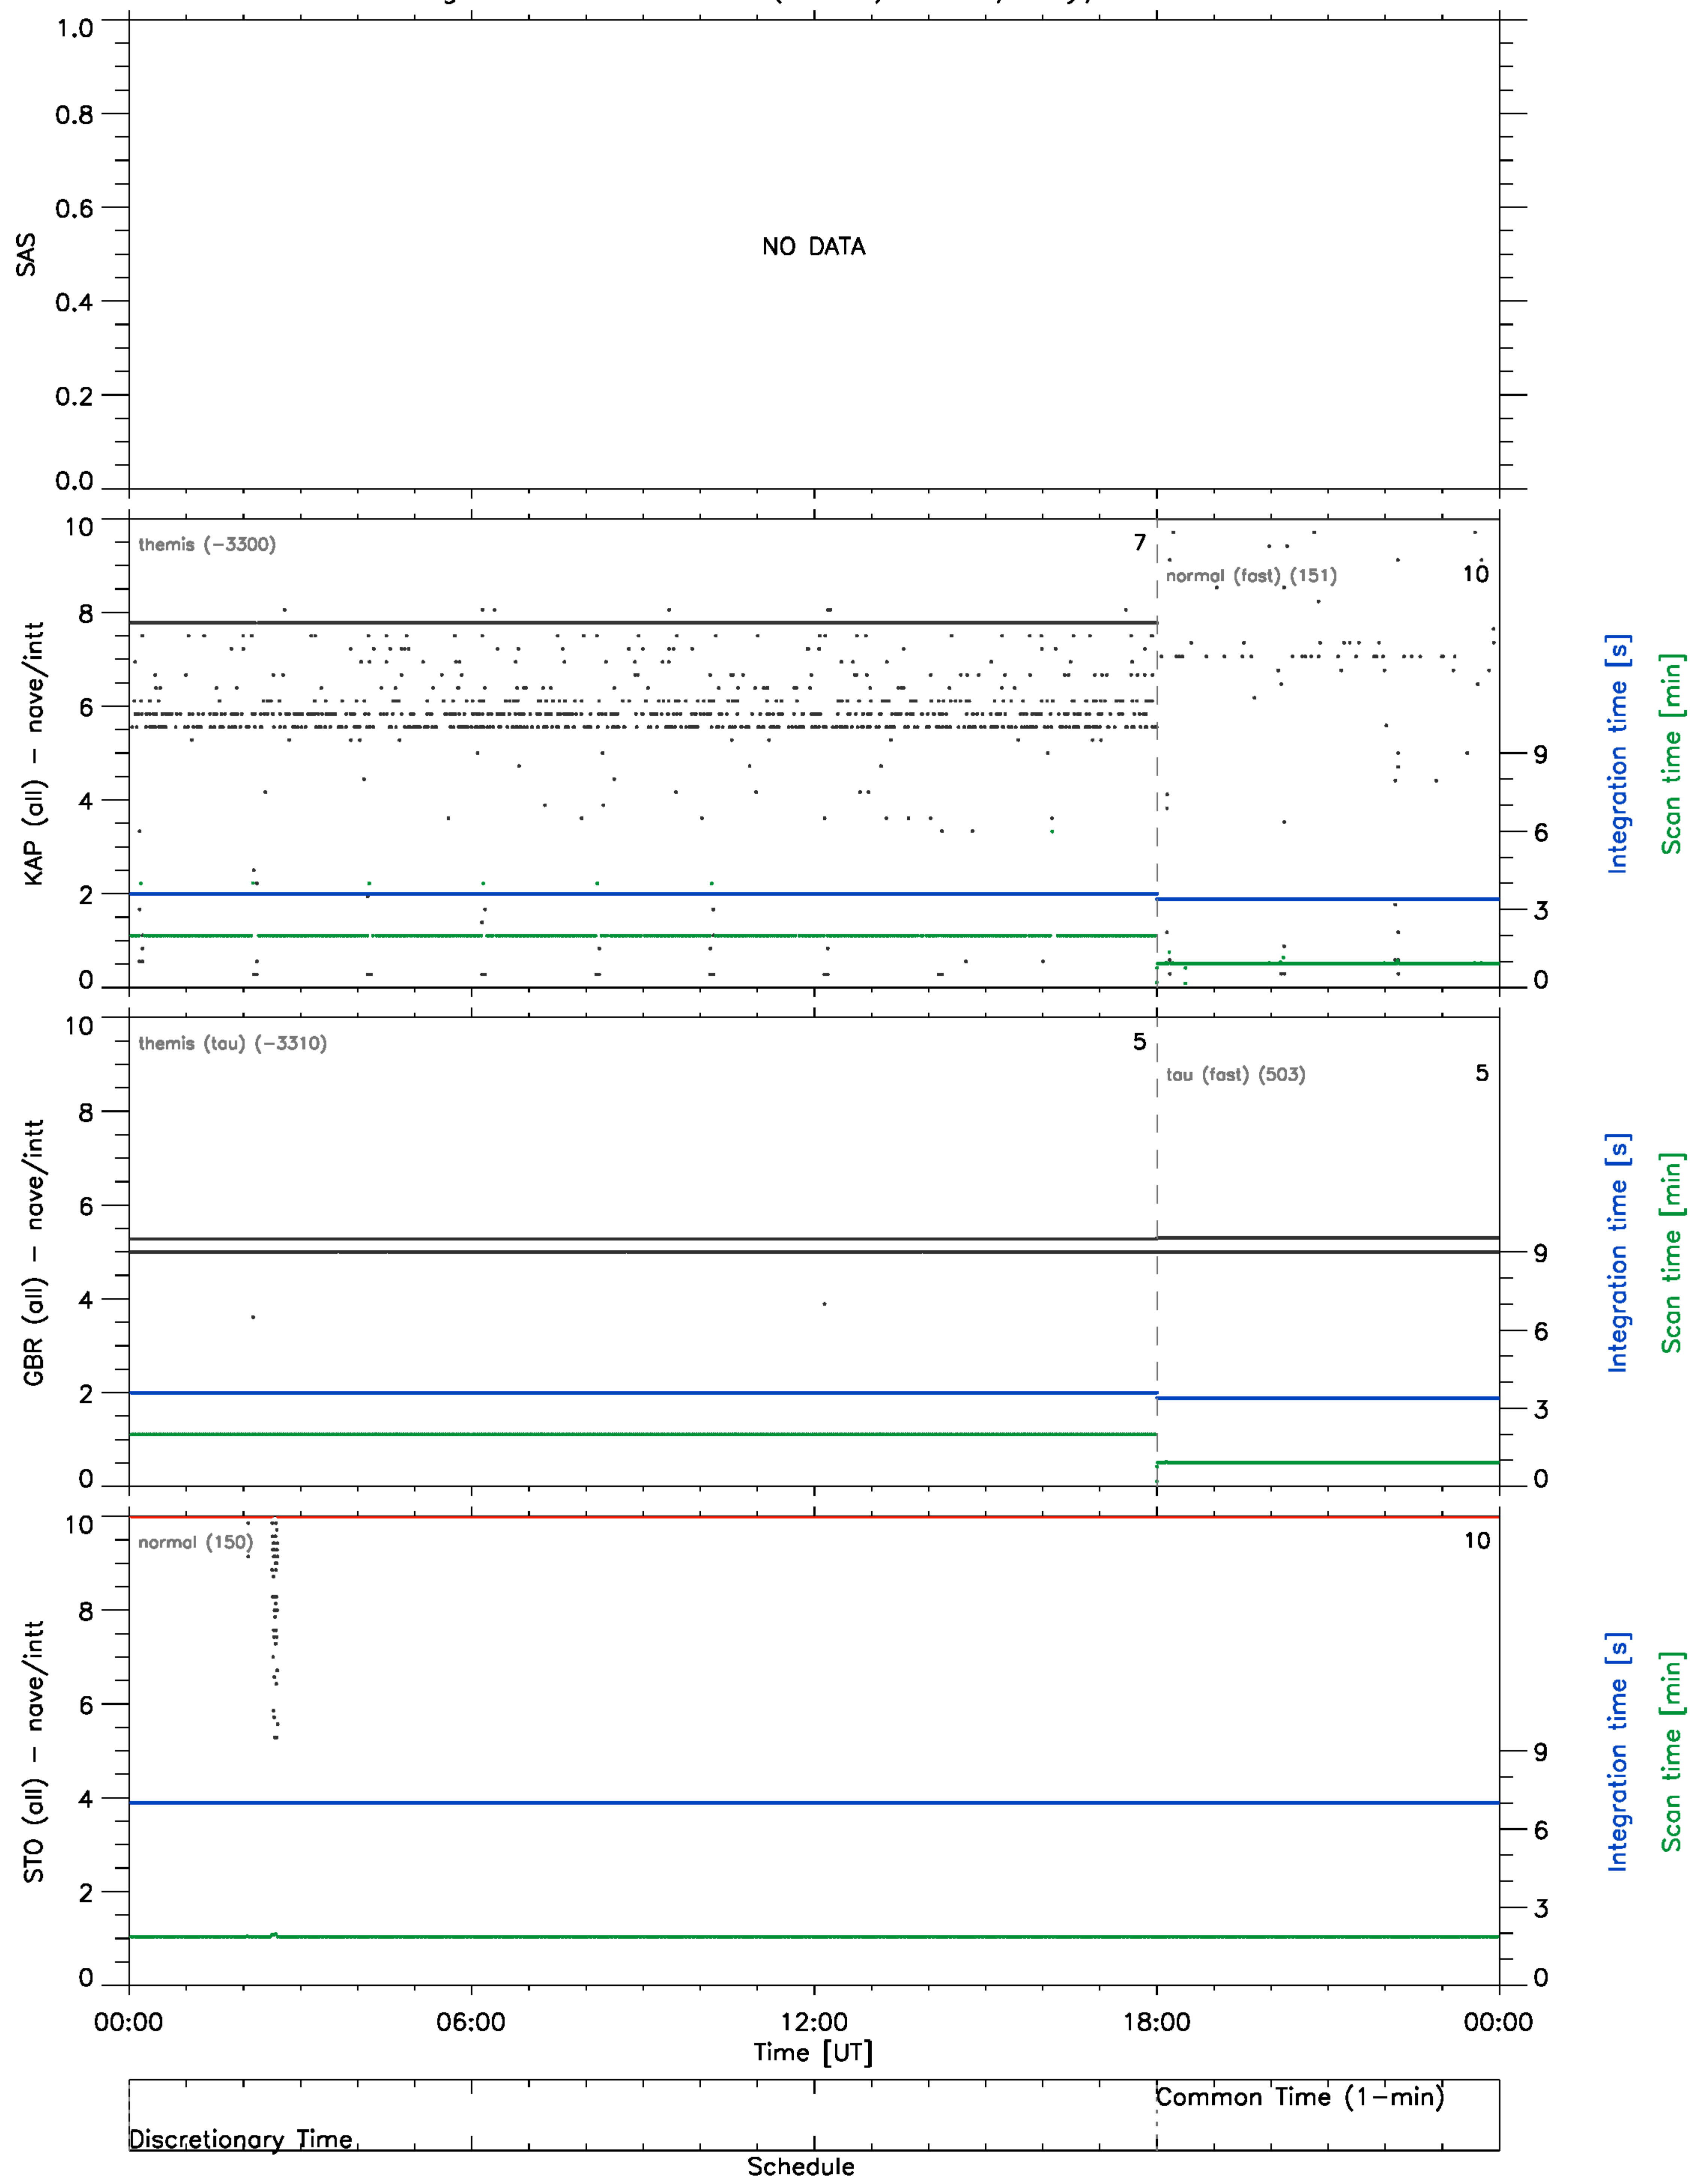 1.0
0.8
0.6
0.4
0.2
0.0
SAS
NO DATA
10
8
6
4
2
0
KAP (all) − nave/intt
themis (−3300)
7
normal (fast) (151)
10
9
6
3
0
Integration time [s]
Scan time [min]
10
8
6
4
2
0
GBR (all) − nave/intt
themis (tau) (−3310)
5
tau (fast) (503)
5
9
6
3
0
Integration time [s]
Scan time [min]
10
8
6
4
2
0
STO (all) − nave/intt
normal (150)
10
9
6
3
0
Integration time [s]
Scan time [min]
00:00
06:00
12:00
18:00
00:00
Time [UT]
Common Time (1−min)
Discretionary Time
Schedule